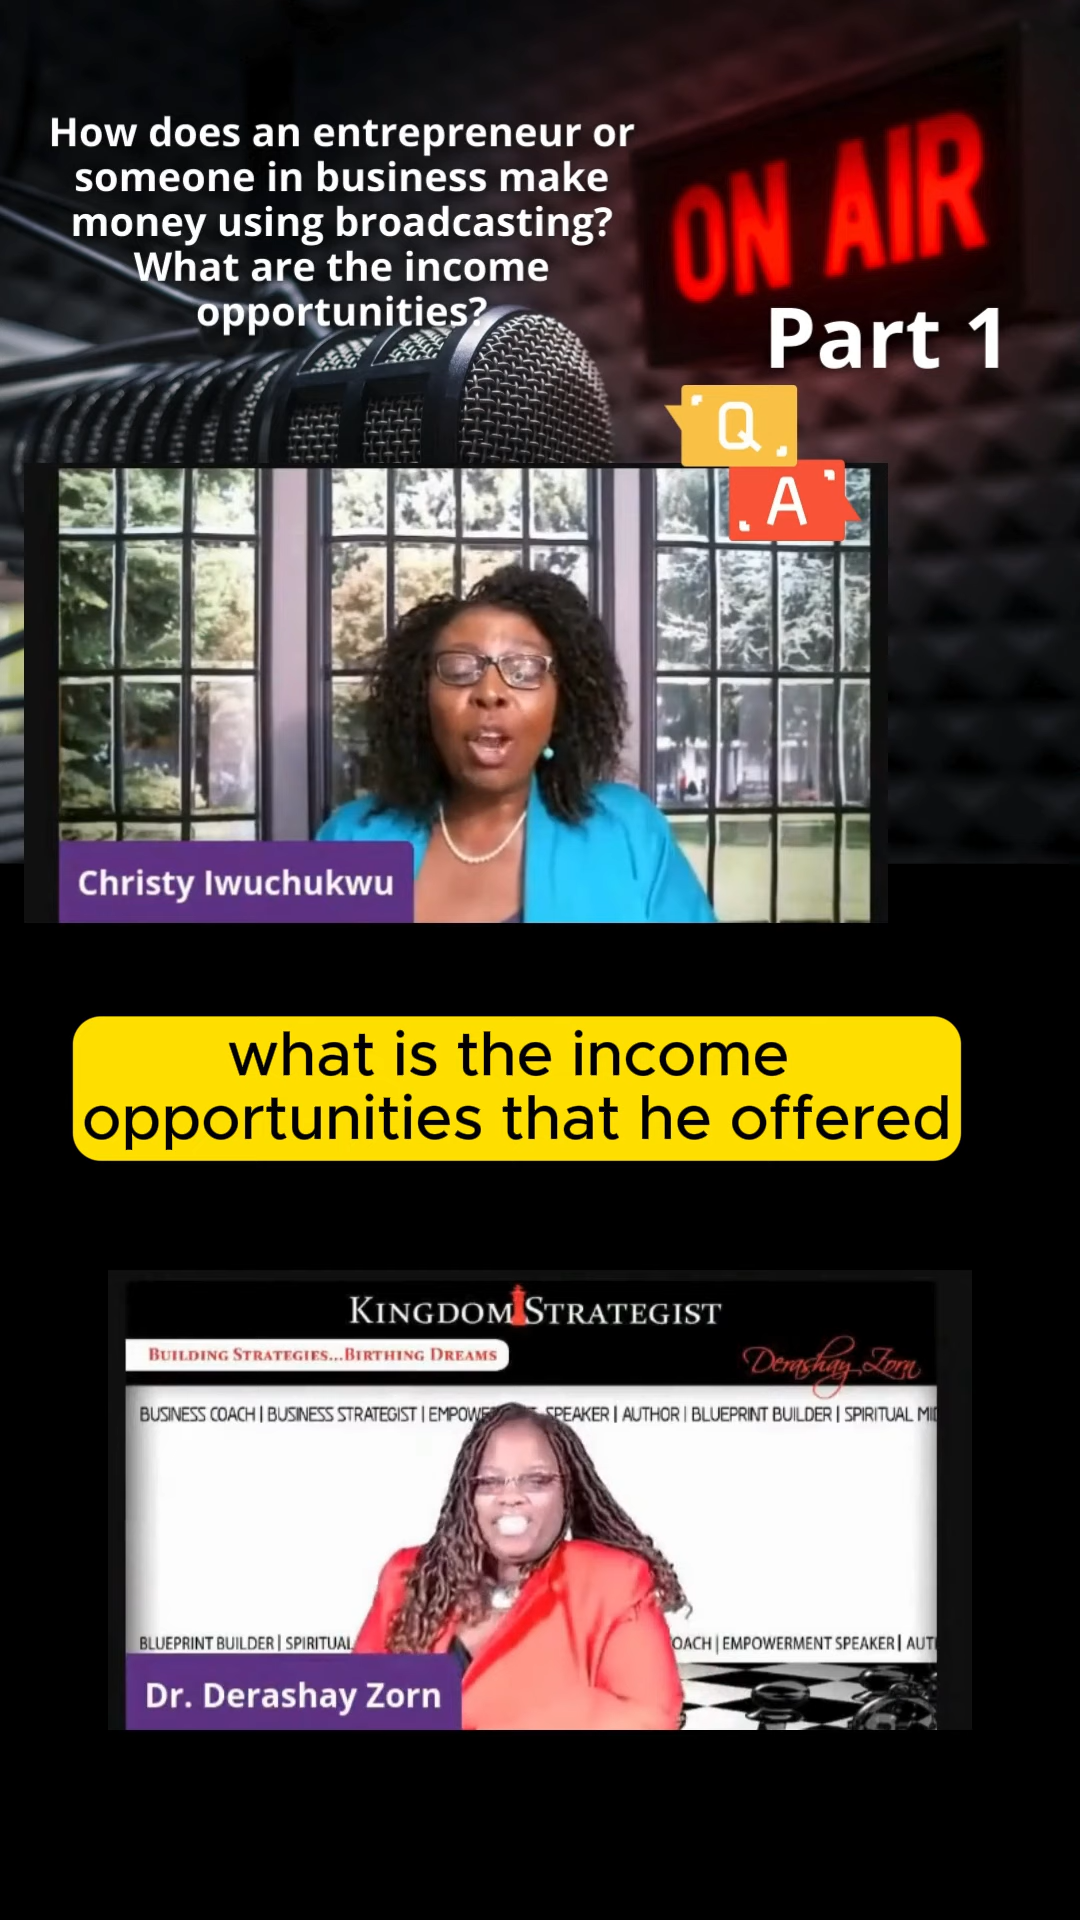 How does an entrepreneur or
someone in business make
money using broadcasting?
What are the income
opportunities?
ON AIR
Part 1
Q
A
Christy Iwuchukwu
what is the income
opportunities that he offered
KINGDOM STRATEGIST
BUILDING STRATEGIES...BIRTHING DREAMS
Derashay Zorn
BUSINESS COACH | BUSINESS STRATEGIST | SPEAKER | AUTHOR | BLUEPRINT BUILDER | SPIRITUAL
BLUEPRINT BUILDER | SPIRITUAL | EMPOWERMENT SPEAKER |
Dr. Derashay Zorn